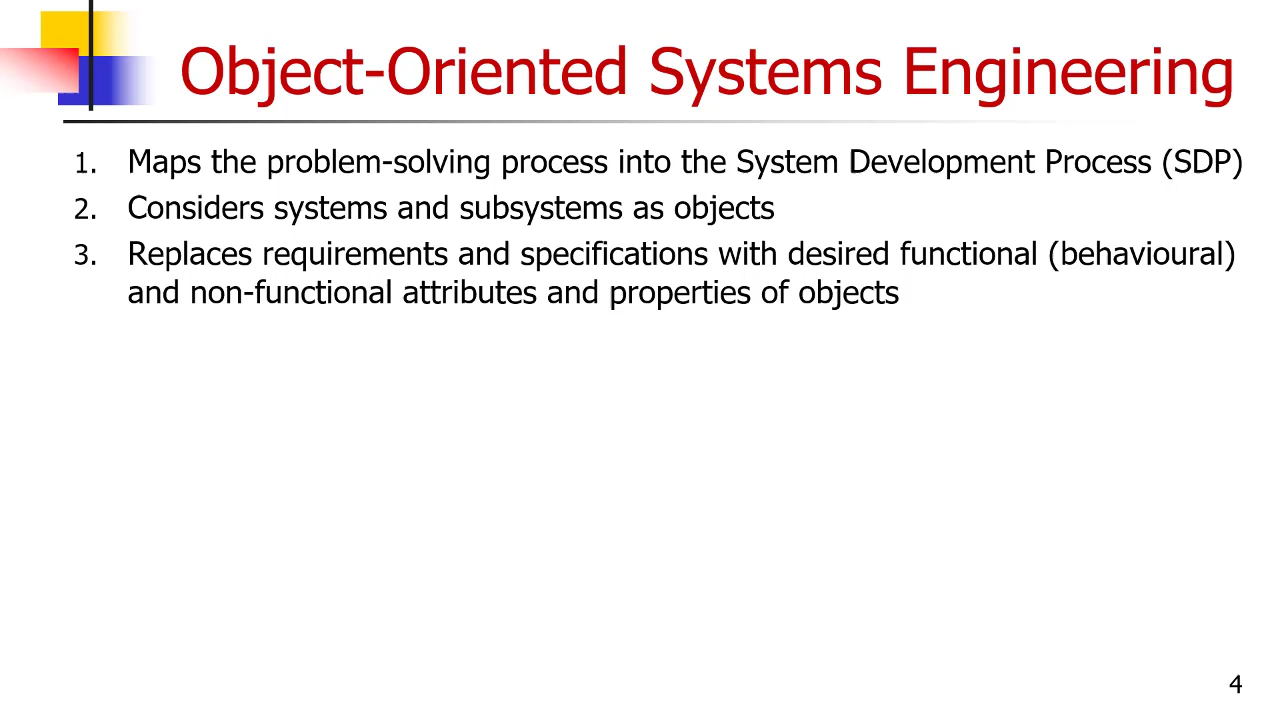 Object-Oriented Systems Engineering
1. Maps the problem-solving process into the System Development Process (SDP)
2. Considers systems and subsystems as objects
3. Replaces requirements and specifications with desired functional (behavioural)
and non-functional attributes and properties of objects
4